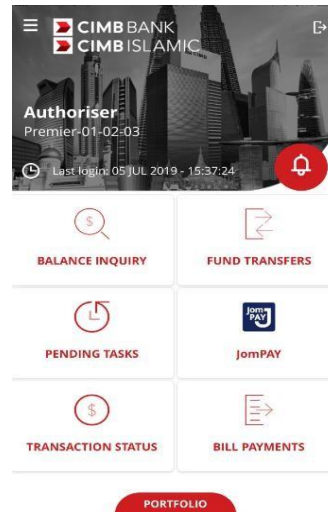 CIMB BANK
CIMB ISLAMIC
Authoriser
Premier-01-02-03
Last login: 05 JUL 2019 - 15:37:24
$
BALANCE INQUIRY
FUND TRANSFERS
PENDING TASKS
Jom
PAY
JomPAY
$
TRANSACTION STATUS
BILL PAYMENTS
PORTFOLIO